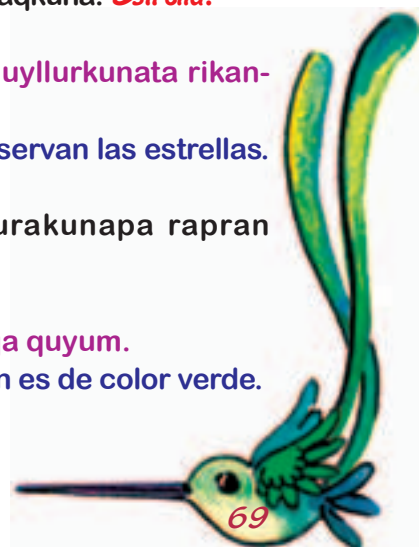 uyllurkunata rikan-
servan las estrellas.
urakunapa rapran
a quyum.
n es de color verde.
69